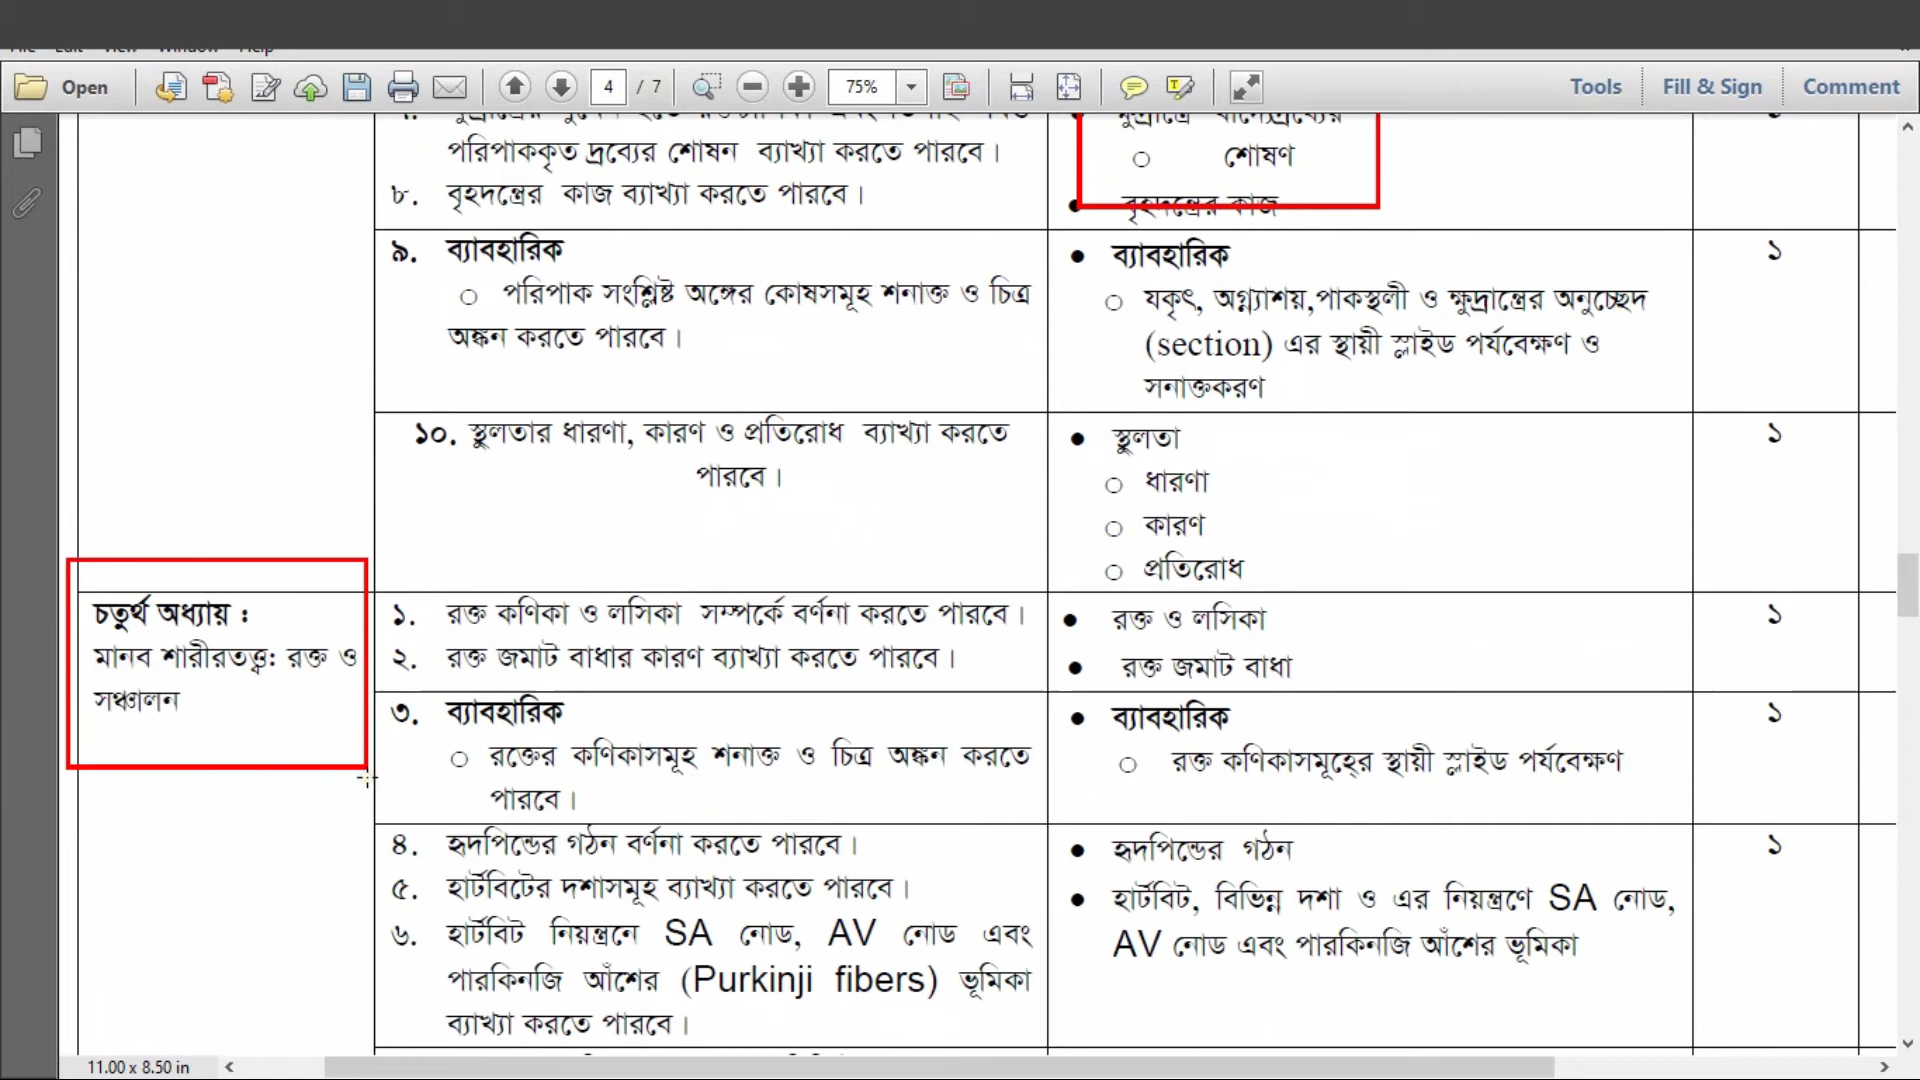 File Edit View Window Help
Open 4 / 7 75% Tools Fill & Sign Comment
পরিপাককৃত দ্রব্যের শোষন ব্যাখ্যা করতে পারবে।
৮. বৃহদন্ত্রের কাজ ব্যাখ্যা করতে পারবে।
○ শোষণ
● বৃহদন্ত্রের কাজ
৯. ব্যাবহারিক
○ পরিপাক সংশ্লিষ্ট অঙ্গের কোষসমূহ শনাক্ত ও চিত্র
অঙ্কন করতে পারবে।
● ব্যাবহারিক
○ যকৃৎ, অগ্ন্যাশয়,পাকস্থলী ও ক্ষুদ্রান্ত্রের অনুচ্ছেদ
(section) এর স্থায়ী স্লাইড পর্যবেক্ষণ ও
সনাক্তকরণ
১
১০. স্থুলতার ধারণা, কারণ ও প্রতিরোধ ব্যাখ্যা করতে
পারবে।
● স্থুলতা
○ ধারণা
○ কারণ
○ প্রতিরোধ
১
চতুর্থ অধ্যায় :
মানব শারীরতত্ত্ব: রক্ত ও
সঞ্চালন
১. রক্ত কণিকা ও লসিকা সম্পর্কে বর্ণনা করতে পারবে।
২. রক্ত জমাট বাধার কারণ ব্যাখ্যা করতে পারবে।
● রক্ত ও লসিকা
● রক্ত জমাট বাধা
১
৩. ব্যাবহারিক
○ রক্তের কণিকাসমূহ শনাক্ত ও চিত্র অঙ্কন করতে
পারবে।
● ব্যাবহারিক
○ রক্ত কণিকাসমূহের স্থায়ী স্লাইড পর্যবেক্ষণ
১
৪. হৃদপিন্ডের গঠন বর্ণনা করতে পারবে।
৫. হার্টবিটের দশাসমূহ ব্যাখ্যা করতে পারবে।
৬. হার্টবিট নিয়ন্ত্রনে SA নোড, AV নোড এবং
পারকিনজি আঁশের (Purkinji fibers) ভূমিকা
ব্যাখ্যা করতে পারবে।
● হৃদপিন্ডের গঠন
● হার্টবিট, বিভিন্ন দশা ও এর নিয়ন্ত্রণে SA নোড,
AV নোড এবং পারকিনজি আঁশের ভূমিকা
১
11.00 x 8.50 in